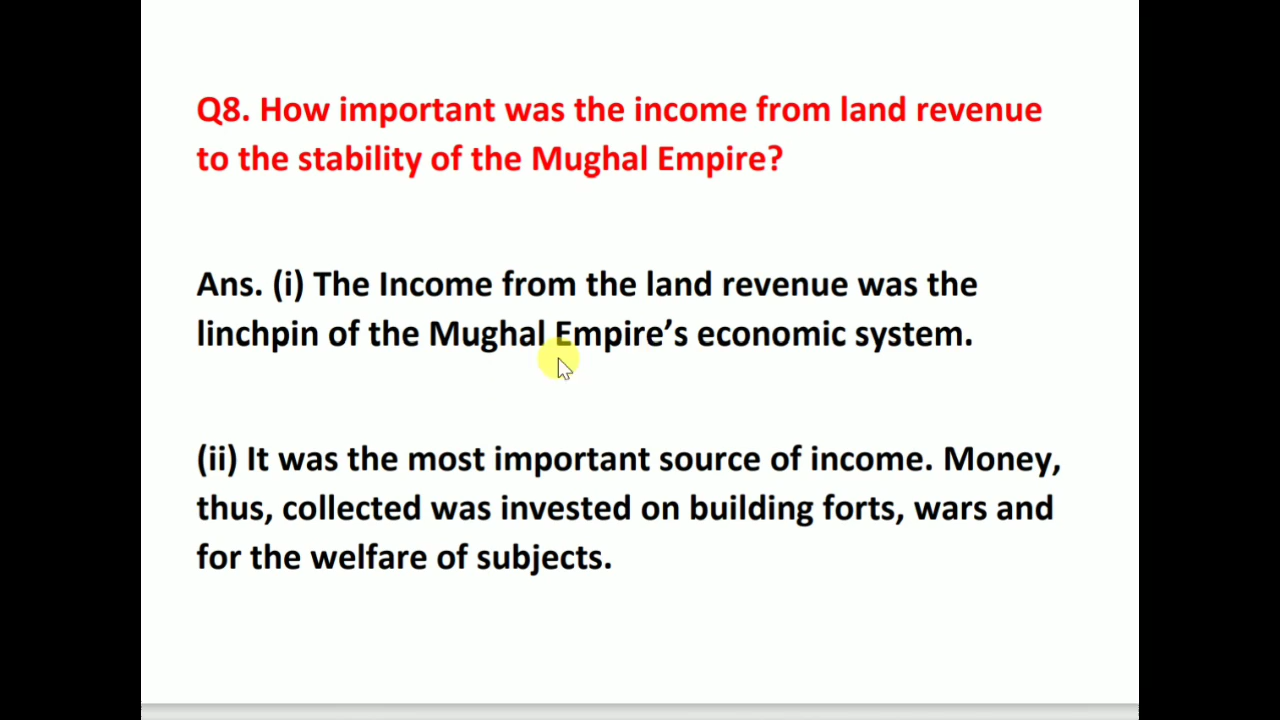 Q8. How important was the income from land revenue
to the stability of the Mughal Empire?
Ans. (i) The Income from the land revenue was the
linchpin of the Mughal Empire’s economic system.
(ii) It was the most important source of income. Money,
thus, collected was invested on building forts, wars and
for the welfare of subjects.